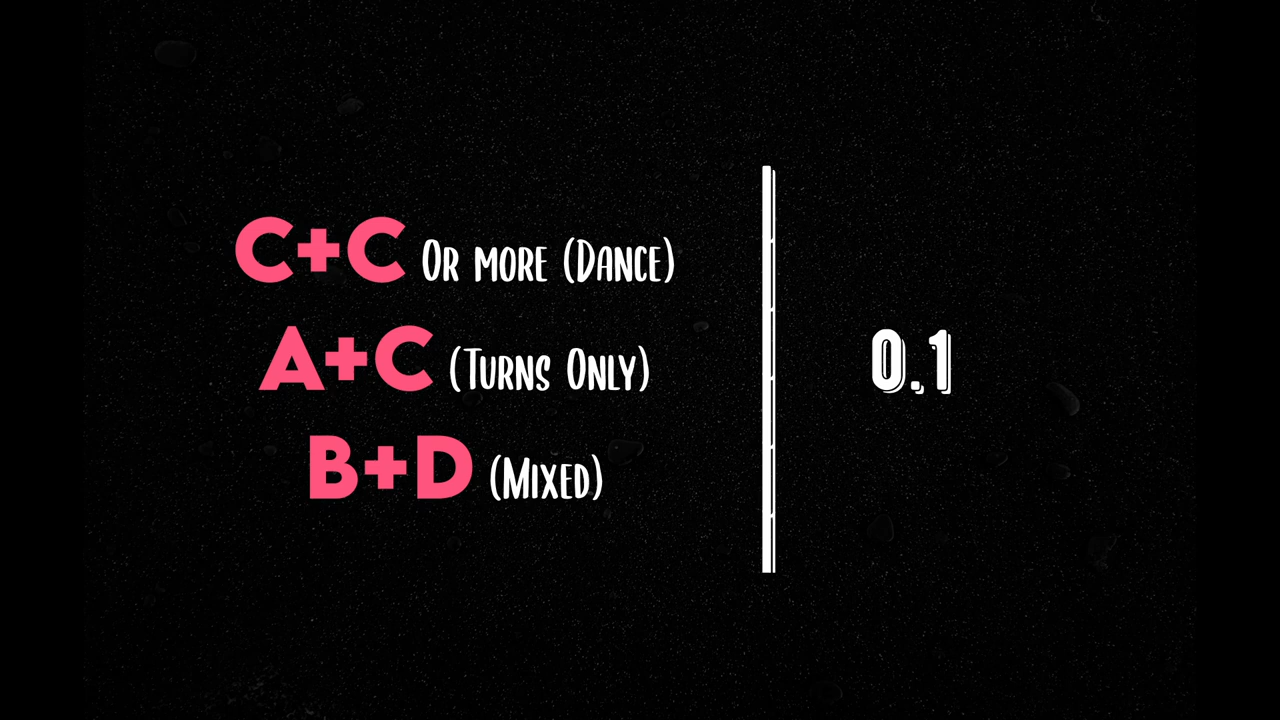 C+C Or more (Dance)
A+C (Turns Only)
B+D (Mixed)
0.1